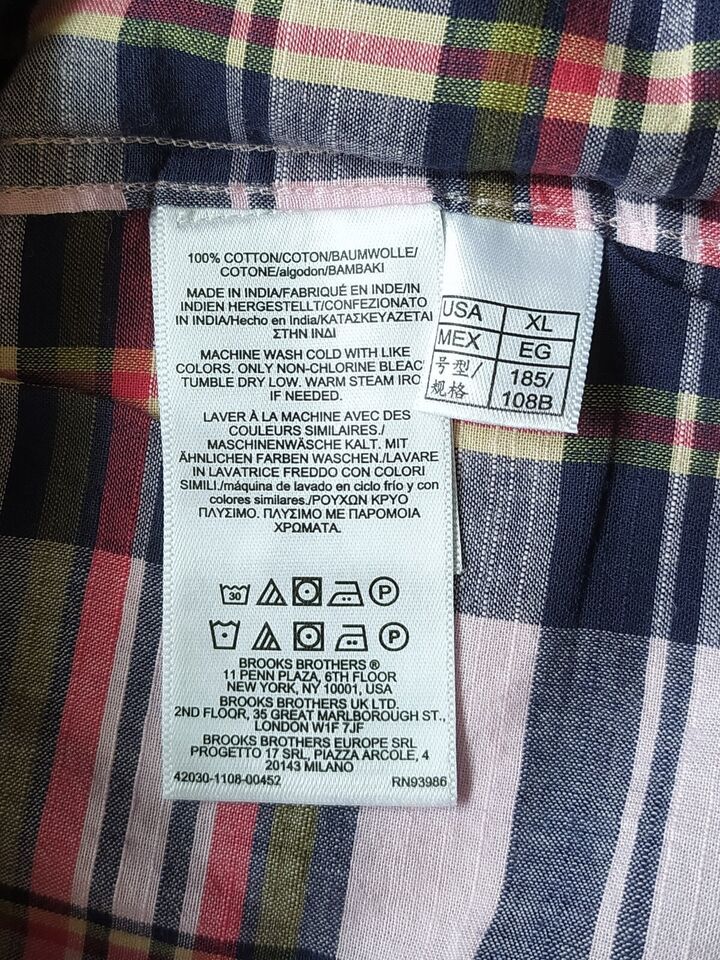 100% COTTON/COTON/BAUMWOLLE/
COTONE/algodon/BAMBAKI
MADE IN INDIA/FABRIQUÉ EN INDE/IN
INDIEN HERGESTELLT/CONFEZIONATO
IN INDIA/Hecho en India/ΚΑΤΑΣΚΕΥΑΖΕΤΑΙ
ΣΤΗΝ ΙΝΔΙ
MACHINE WASH COLD WITH LIKE
COLORS. ONLY NON-CHLORINE BLEAC
TUMBLE DRY LOW. WARM STEAM IRO
IF NEEDED.
LAVER À LA MACHINE AVEC DES
COULEURS SIMILAIRES./
MASCHINENWÄSCHE KALT. MIT
ÄHNLICHEN FARBEN WASCHEN./LAVARE
IN LAVATRICE FREDDO CON COLORI
SIMILI./máquina de lavado en ciclo frío y con
colores similares./ΡΟΥΧΩΝ ΚΡΥΟ
ΠΛΥΣΙΜΟ. ΠΛΥΣΙΜΟ ΜΕ ΠΑΡΟΜΟΙΑ
ΧΡΩΜΑΤΑ.
30 P
P
BROOKS BROTHERS ®
11 PENN PLAZA, 6TH FLOOR
NEW YORK, NY 10001, USA
BROOKS BROTHERS UK LTD.
2ND FLOOR, 35 GREAT MARLBOROUGH ST.,
LONDON W1F 7JF
BROOKS BROTHERS EUROPE SRL
PROGETTO 17 SRL, PIAZZA ARCOLE, 4
20143 MILANO
42030-1108-00452 RN93986
USA XL
MEX EG
号型/ 185/
规格 108B